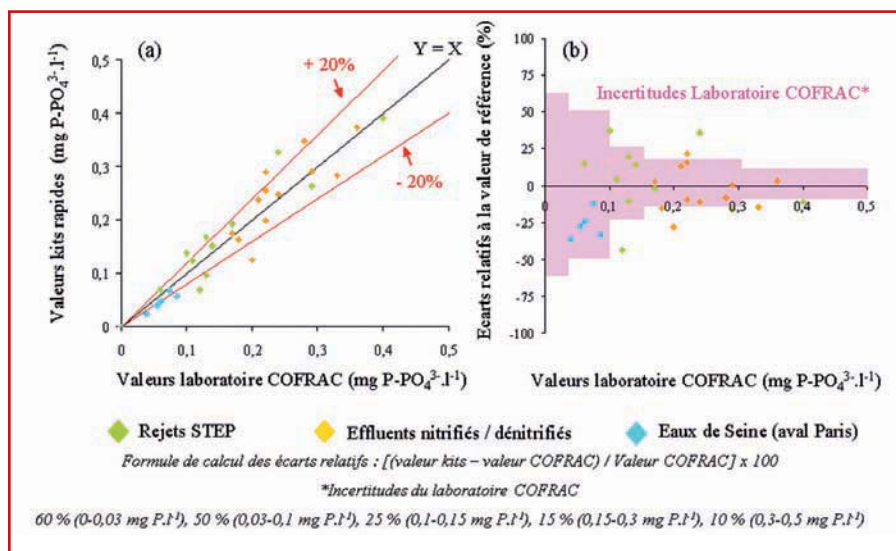 (a)
Y = X
+ 20%
- 20%
Valeurs kits rapides (mg P-PO₄³⁻.l⁻¹)
0,5
0,4
0,3
0,2
0,1
0
0 0,1 0,2 0,3 0,4 0,5
Valeurs laboratoire COFRAC (mg P-PO₄³⁻.l⁻¹)
(b)
Incertitudes Laboratoire COFRAC*
Ecarts relatifs à la valeur de référence (%)
100
75
50
25
0
-25
-50
-75
-100
0,1 0,2 0,3 0,4 0,5
Valeurs laboratoire COFRAC (mg P-PO₄³⁻.l⁻¹)
Rejets STEP
Effluents nitrifiés / dénitrifiés
Eaux de Seine (aval Paris)
Formule de calcul des écarts relatifs : [(valeur kits – valeur COFRAC) / Valeur COFRAC] x 100
*Incertitudes du laboratoire COFRAC
60 % (0-0,03 mg P.l⁻¹), 50 % (0,03-0,1 mg P.l⁻¹), 25 % (0,1-0,15 mg P.l⁻¹), 15 % (0,15-0,3 mg P.l⁻¹), 10 % (0,3-0,5 mg P.l⁻¹)